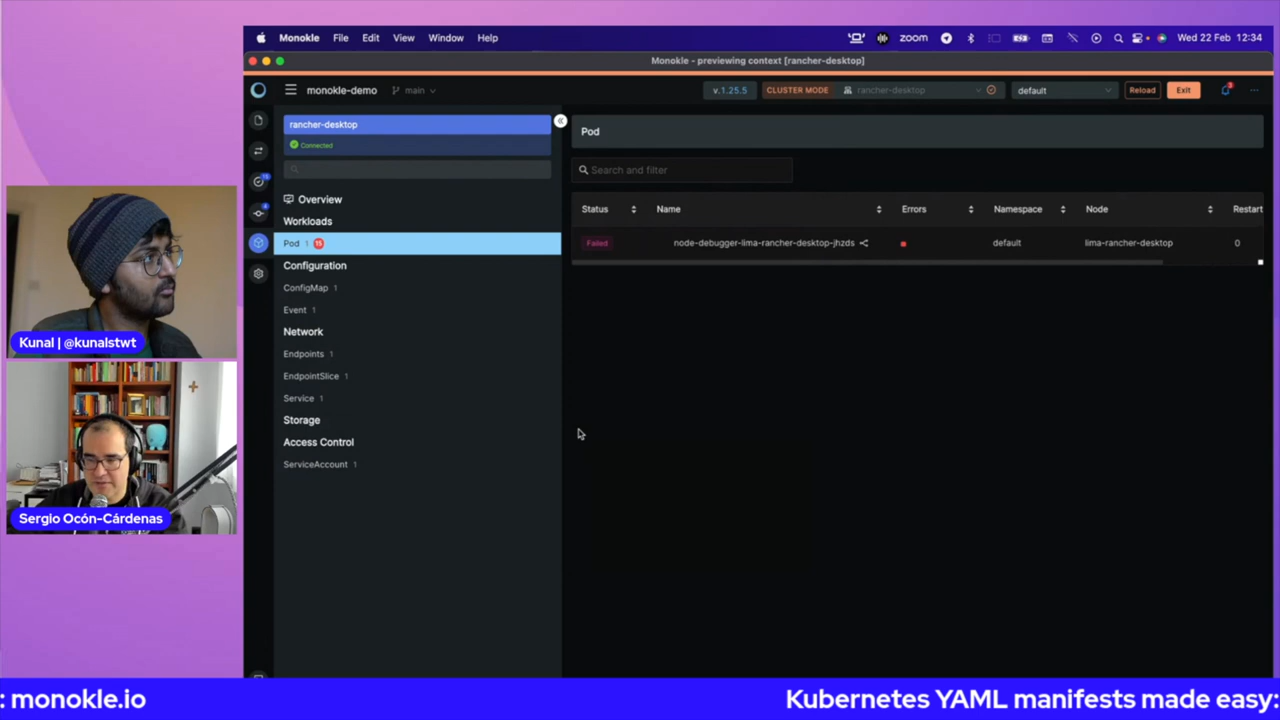 Monokle File Edit View Window Help zoom Wed 22 Feb 12:34
Monokle - previewing context [rancher-desktop]
monokle-demo main v.1.25.5 CLUSTER MODE rancher-desktop default Reload Exit
rancher-desktop
Connected
Pod
Search and filter
Overview
Workloads
Pod 1 15
Configuration
ConfigMap 1
Event 1
Network
Endpoints 1
EndpointSlice 1
Service 1
Storage
Access Control
ServiceAccount 1
Status Name Errors Namespace Node Restart
Failed node-debugger-lima-rancher-desktop-jhzds default lima-rancher-desktop 0
Kunal | @kunalstwt
Sergio Ocón-Cárdenas
: monokle.io Kubernetes YAML manifests made easy: